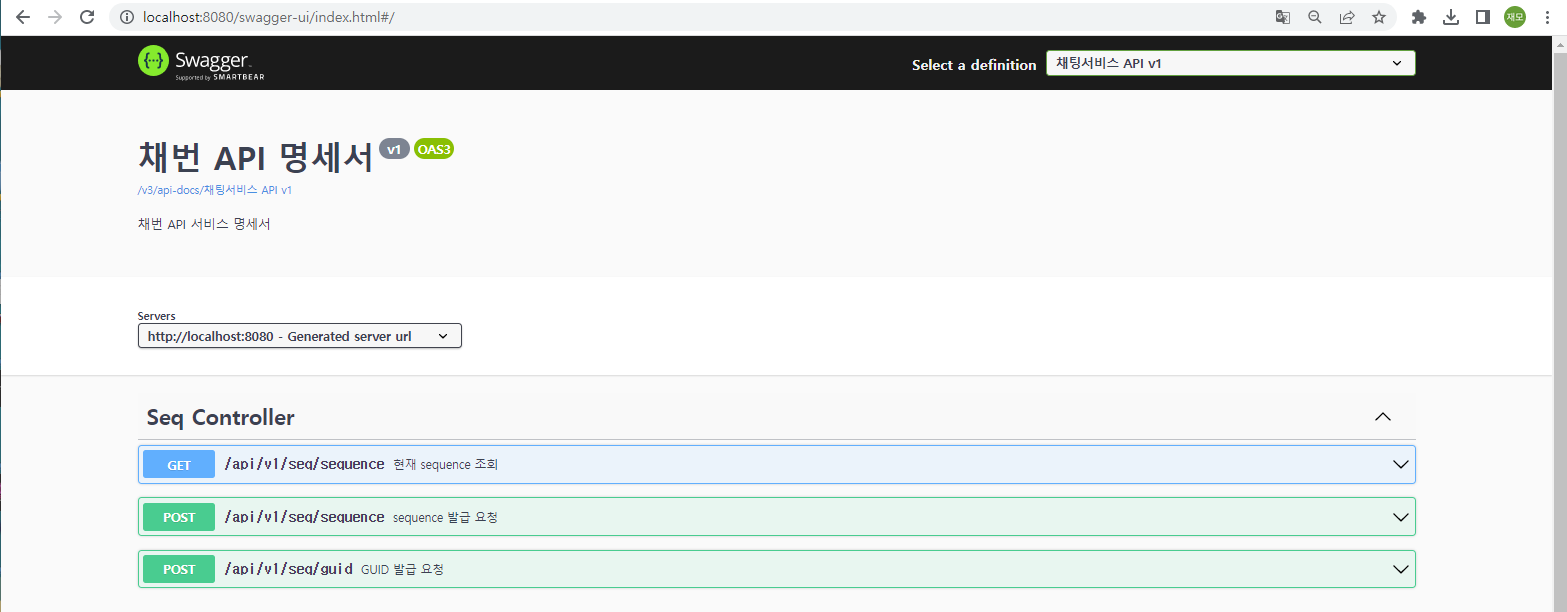 localhost:8080/swagger-ui/index.html#/
재모
{··} Swagger
Supported by SMARTBEAR
Select a definition
채팅서비스 API v1
채번 API 명세서 v1 OAS3
/v3/api-docs/채팅서비스 API v1
채번 API 서비스 명세서
Servers
http://localhost:8080 - Generated server url
Seq Controller
GET /api/v1/seq/sequence 현재 sequence 조회
POST /api/v1/seq/sequence sequence 발급 요청
POST /api/v1/seq/guid GUID 발급 요청